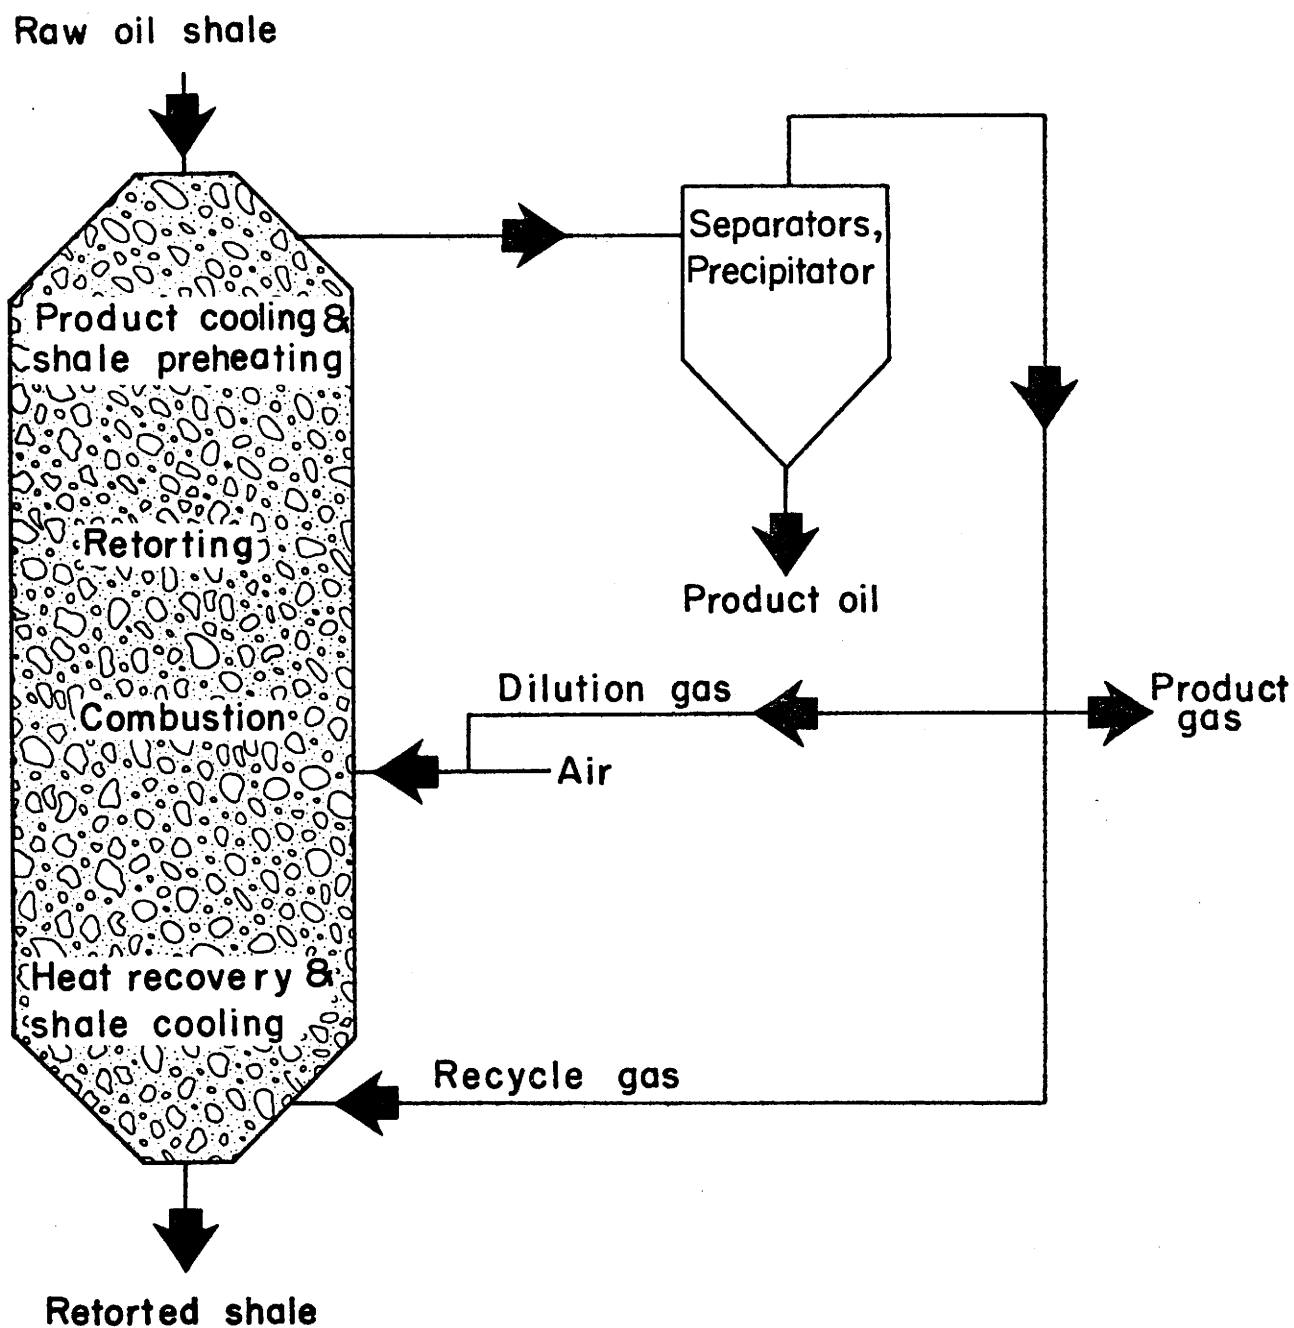 Raw oil shale
Separators,
Precipitator
Product cooling &
shale preheating
Retorting
Product oil
Dilution gas
Product
gas
Combustion
Air
Heat recovery &
shale cooling
Recycle gas
Retorted shale